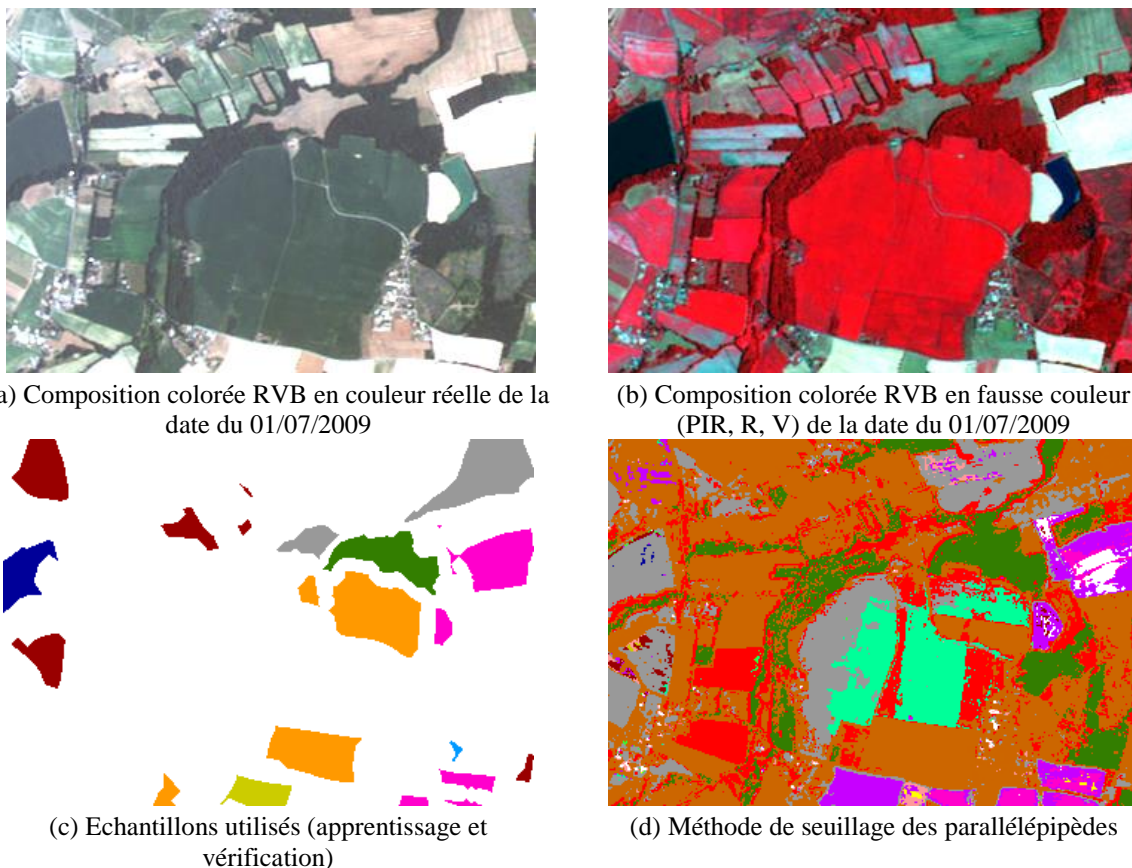 a) Composition colorée RVB en couleur réelle de la
date du 01/07/2009
(b) Composition colorée RVB en fausse couleur
(PIR, R, V) de la date du 01/07/2009
(c) Echantillons utilisés (apprentissage et
vérification)
(d) Méthode de seuillage des parallélépipèdes